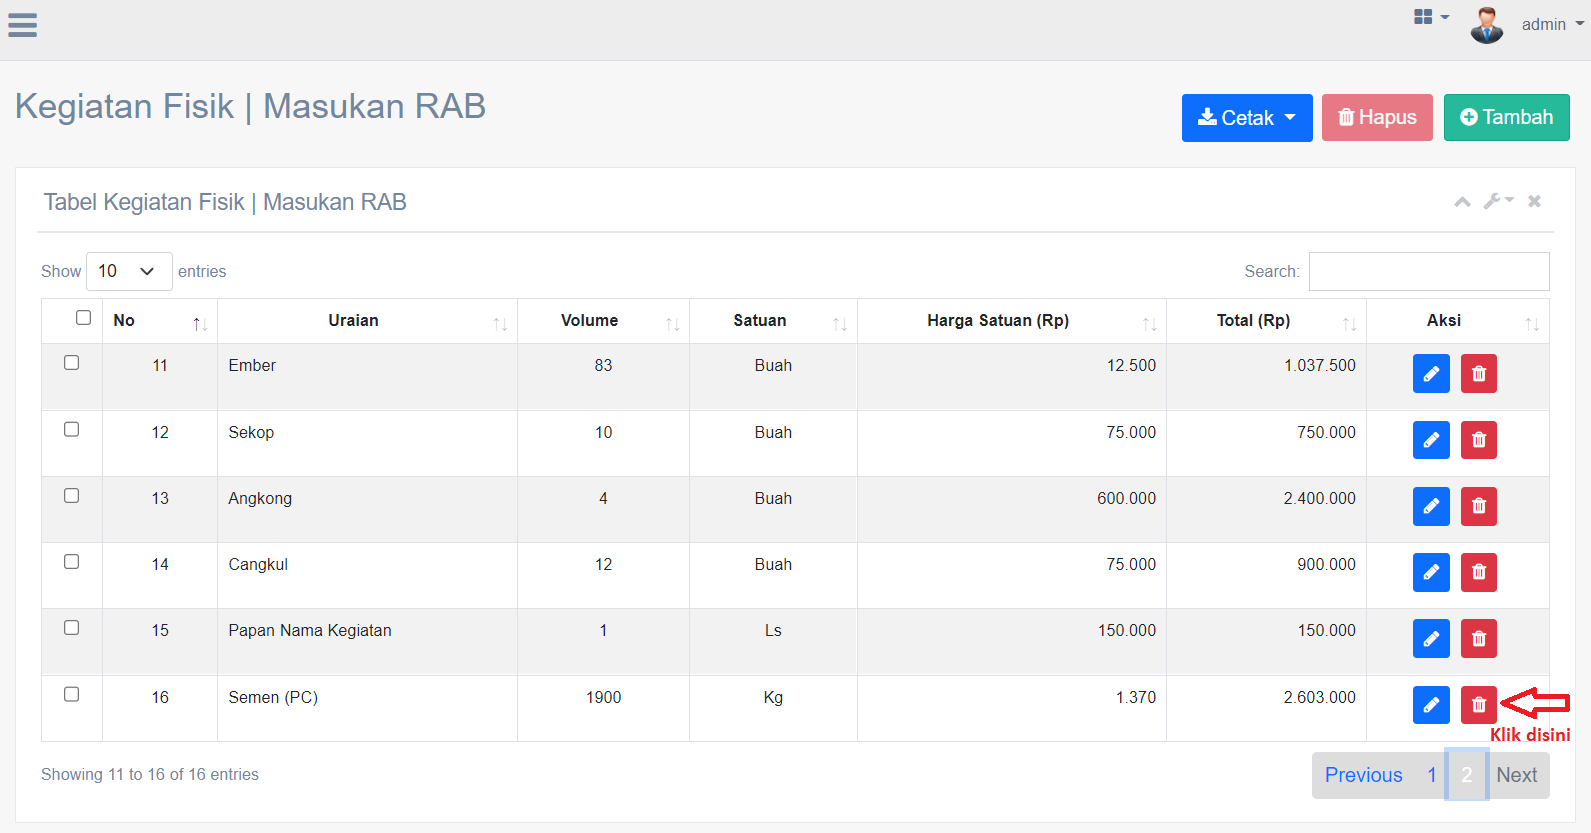 admin
Kegiatan Fisik | Masukan RAB
Cetak Hapus Tambah
Tabel Kegiatan Fisik | Masukan RAB
Show 10 entries Search:
No Uraian Volume Satuan Harga Satuan (Rp) Total (Rp) Aksi
11 Ember 83 Buah 12.500 1.037.500
12 Sekop 10 Buah 75.000 750.000
13 Angkong 4 Buah 600.000 2.400.000
14 Cangkul 12 Buah 75.000 900.000
15 Papan Nama Kegiatan 1 Ls 150.000 150.000
16 Semen (PC) 1900 Kg 1.370 2.603.000
Klik disini
Showing 11 to 16 of 16 entries Previous 1 2 Next